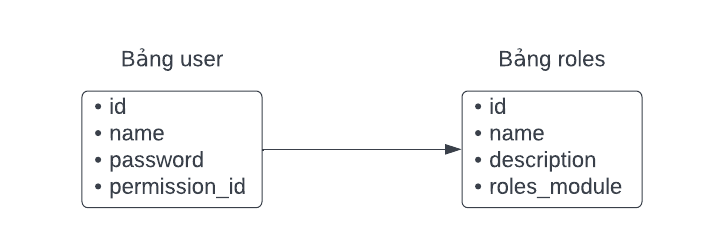 Bảng user
• id
• name
• password
• permission_id
Bảng roles
• id
• name
• description
• roles_module